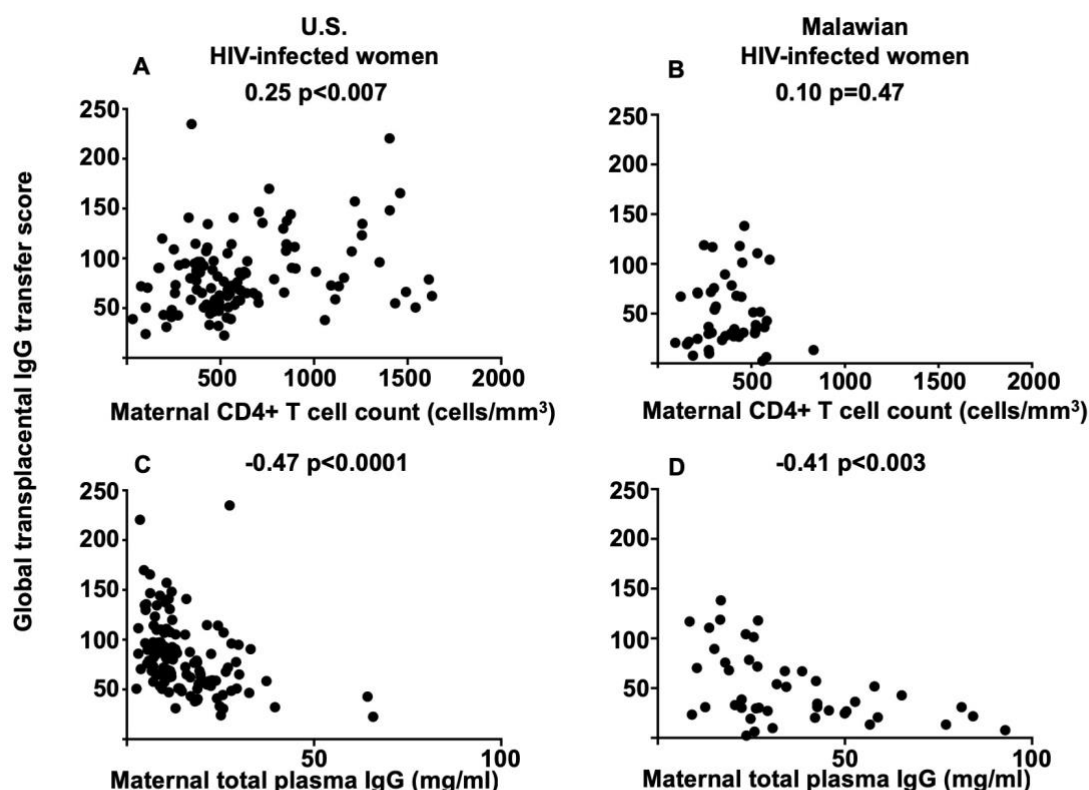 U.S.
HIV-infected women
Malawian
HIV-infected women
A
0.25 p<0.007
B
0.10 p=0.47
Global transplacental IgG transfer score
250
200
150
100
50
500
1000
1500
2000
Maternal CD4+ T cell count (cells/mm³)
250
200
150
100
50
500
1000
1500
2000
Maternal CD4+ T cell count (cells/mm³)
C
-0.47 p<0.0001
250
200
150
100
50
50
100
Maternal total plasma IgG (mg/ml)
D
-0.41 p<0.003
250
200
150
100
50
50
100
Maternal total plasma IgG (mg/ml)